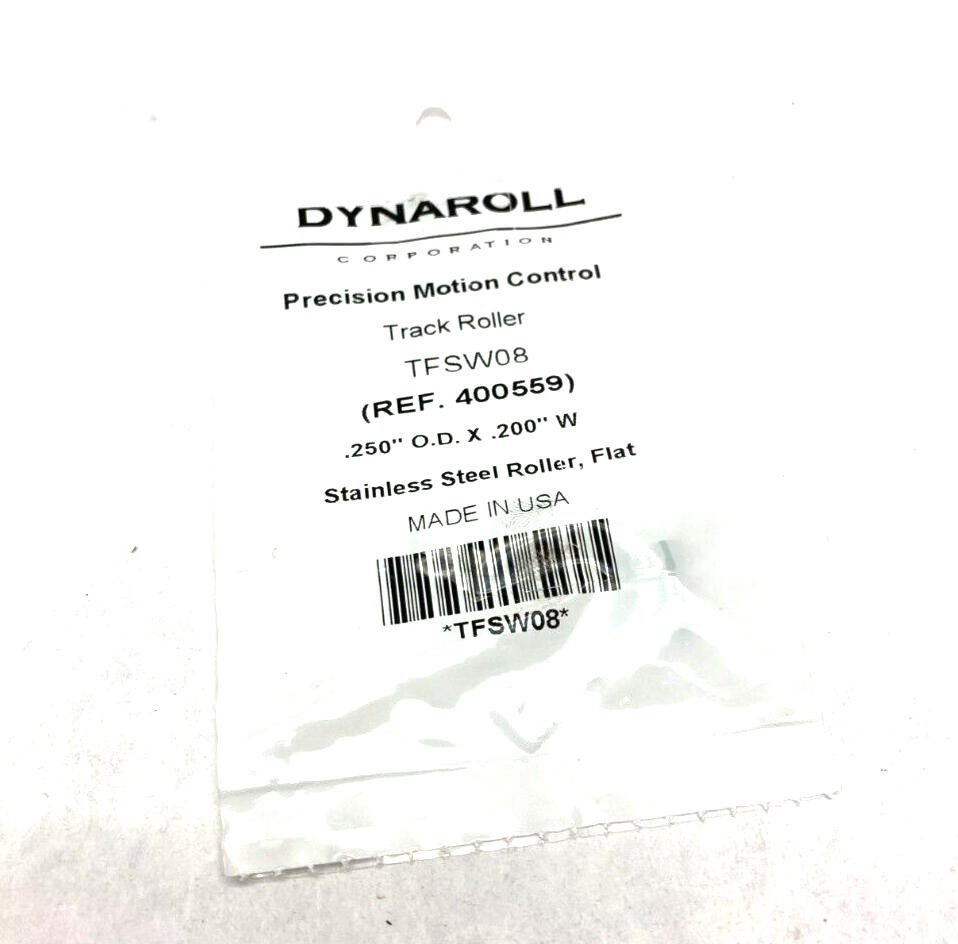 DYNAROLL
CORPORATION
Precision Motion Control
Track Roller
TFSW08
(REF. 400559)
.250" O.D. X .200" W
Stainless Steel Roller, Flat
MADE IN USA
*TFSW08*